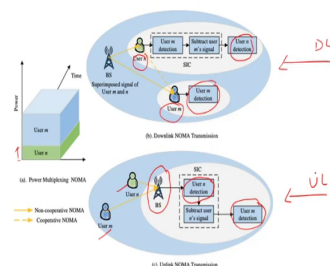 Time
Power
User m
User n
(a). Power Multiplexing NOMA
Non-cooperative NOMA
Cooperative NOMA
User n
BS
Superimposed signal of
User m and n
User m
detection
Subtract user
m's signal
User n
detection
SIC
User m
User m
detection
(b). Downlink NOMA Transmission
DL
SIC
User n
BS
User n
detection
Subtract user
n's signal
User m
detection
User m
(c). Uplink NOMA Transmission
UL